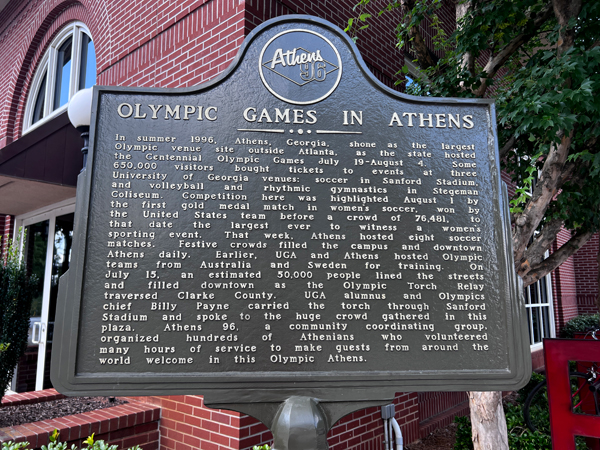 Athens
96
OLYMPIC GAMES IN ATHENS
In summer 1996, Athens, Georgia, shone as the largest
Olympic venue site outside Atlanta, as the state hosted
the Centennial Olympic Games July 19-August 4. Some
650,000 visitors bought tickets to events at three
University of Georgia venues: soccer in Sanford Stadium,
and volleyball and rhythmic gymnastics in Stegeman
Coliseum. Competition here was highlighted August 1 by
the first gold medal match in women's soccer, won by
the United States team before a crowd of 76,481, to
that date the largest ever to witness a women's
sporting event. That week, Athens hosted eight soccer
matches. Festive crowds filled the campus and downtown
Athens daily. Earlier, UGA and Athens hosted Olympic
teams from Australia and Sweden for training. On
July 15, an estimated 50,000 people lined the streets
and filled downtown as the Olympic Torch Relay
traversed Clarke County. UGA alumnus and Olympics
chief Billy Payne carried the torch through Sanford
Stadium and spoke to the huge crowd gathered in this
plaza. Athens 96, a community coordinating group,
organized hundreds of Athenians who volunteered
many hours of service to make guests from around the
world welcome in this Olympic Athens.